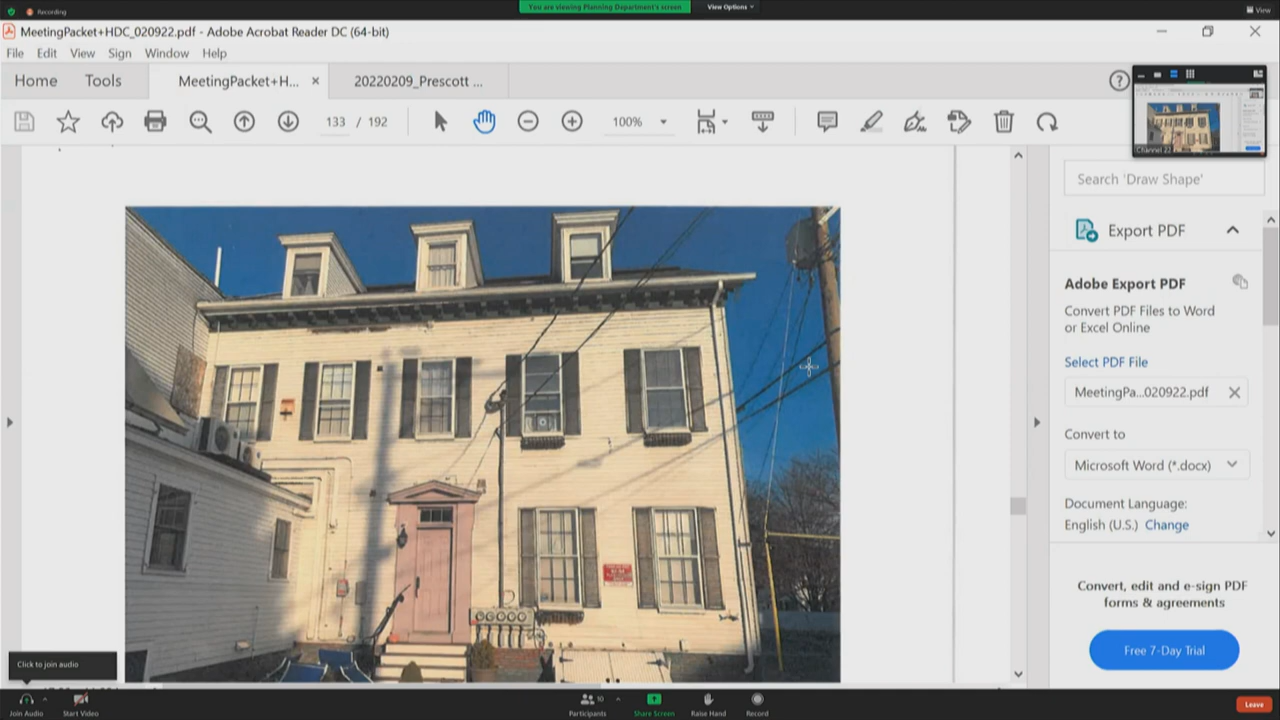 Recording
You are viewing Planning Department's screen
View Options
View
MeetingPacket+HDC_020922.pdf - Adobe Acrobat Reader DC (64-bit)
File Edit View Sign Window Help
Home Tools MeetingPacket+H... 20220209_Prescott ...
133 / 192 100%
Channel 22
Search 'Draw Shape'
Export PDF
Adobe Export PDF
Convert PDF Files to Word
or Excel Online
Select PDF File
MeetingPa...020922.pdf
Convert to
Microsoft Word (*.docx)
Document Language:
English (U.S.) Change
Convert, edit and e-sign PDF
forms & agreements
Free 7-Day Trial
Click to join audio
Join Audio Start Video Participants 10 Share Screen Raise Hand Record Leave